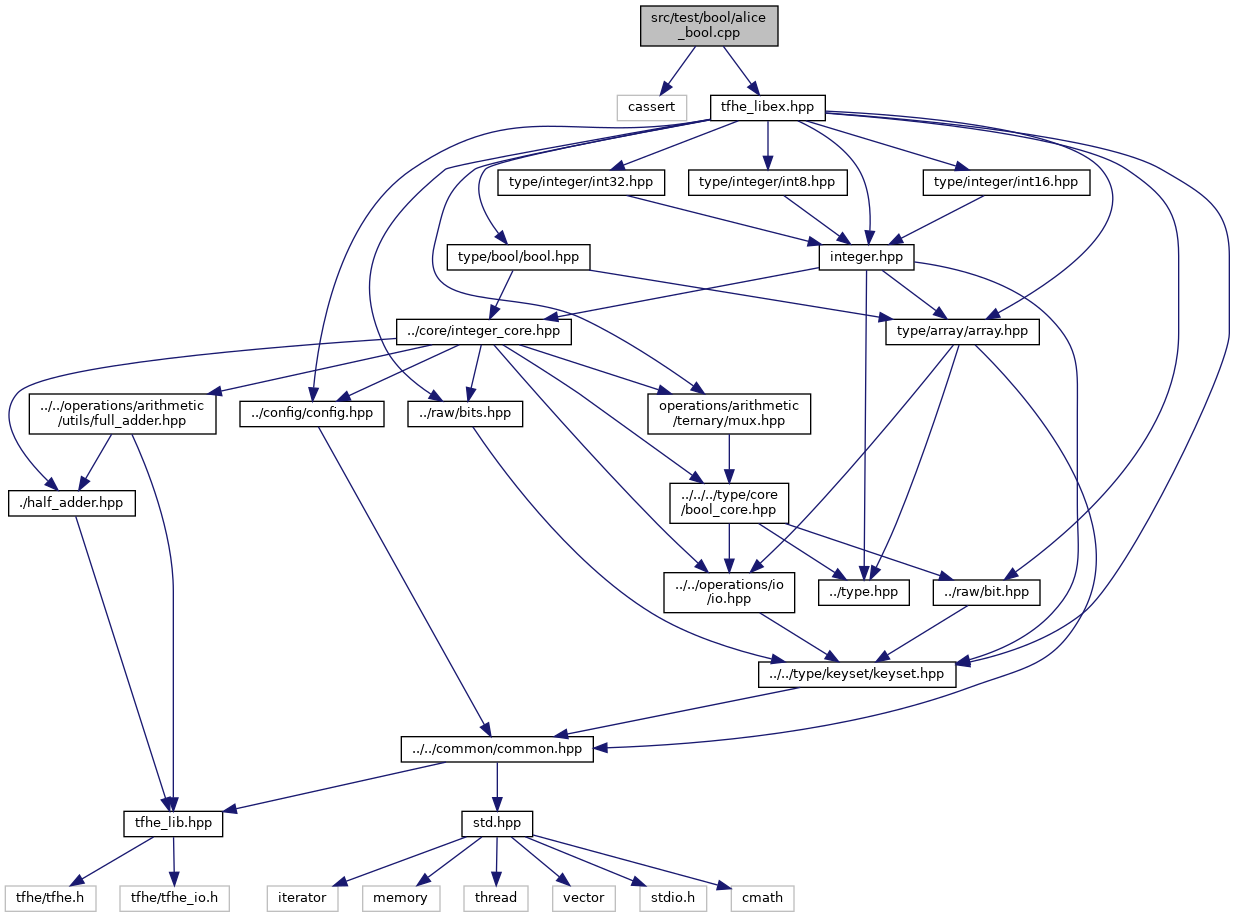 src/test/bool/alice
_bool.cpp
cassert
tfhe_libex.hpp
type/integer/int32.hpp
type/integer/int8.hpp
type/integer/int16.hpp
type/bool/bool.hpp
integer.hpp
../core/integer_core.hpp
type/array/array.hpp
../../operations/arithmetic
/utils/full_adder.hpp
../config/config.hpp
../raw/bits.hpp
operations/arithmetic
/ternary/mux.hpp
./half_adder.hpp
../../../type/core
/bool_core.hpp
../../operations/io
/io.hpp
../type.hpp
../raw/bit.hpp
../../type/keyset/keyset.hpp
../../common/common.hpp
tfhe_lib.hpp
std.hpp
tfhe/tfhe.h
tfhe/tfhe_io.h
iterator
memory
thread
vector
stdio.h
cmath